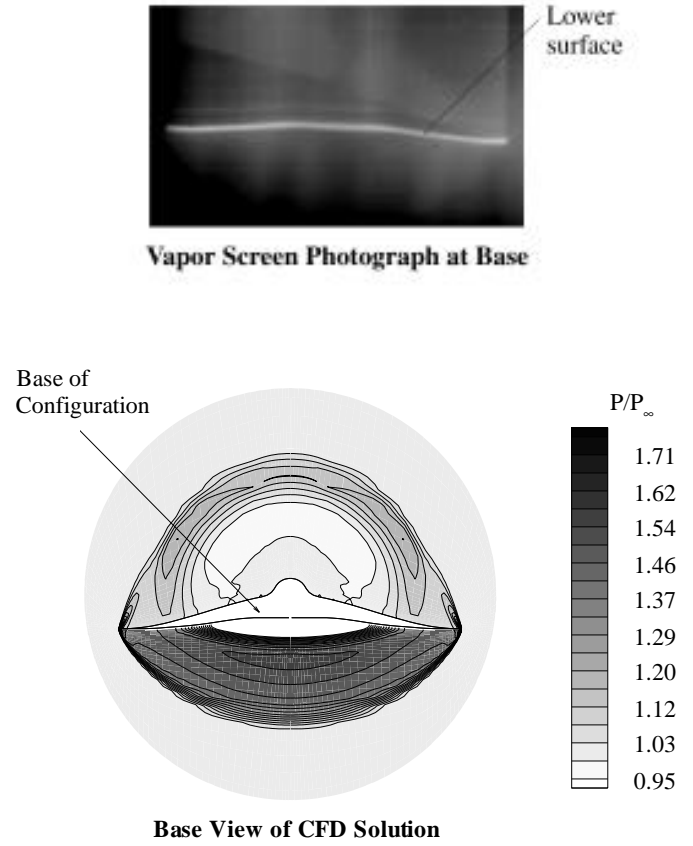 Lower
surface
Vapor Screen Photograph at Base
Base of
Configuration
P/P∞
1.71
1.62
1.54
1.46
1.37
1.29
1.20
1.12
1.03
0.95
Base View of CFD Solution